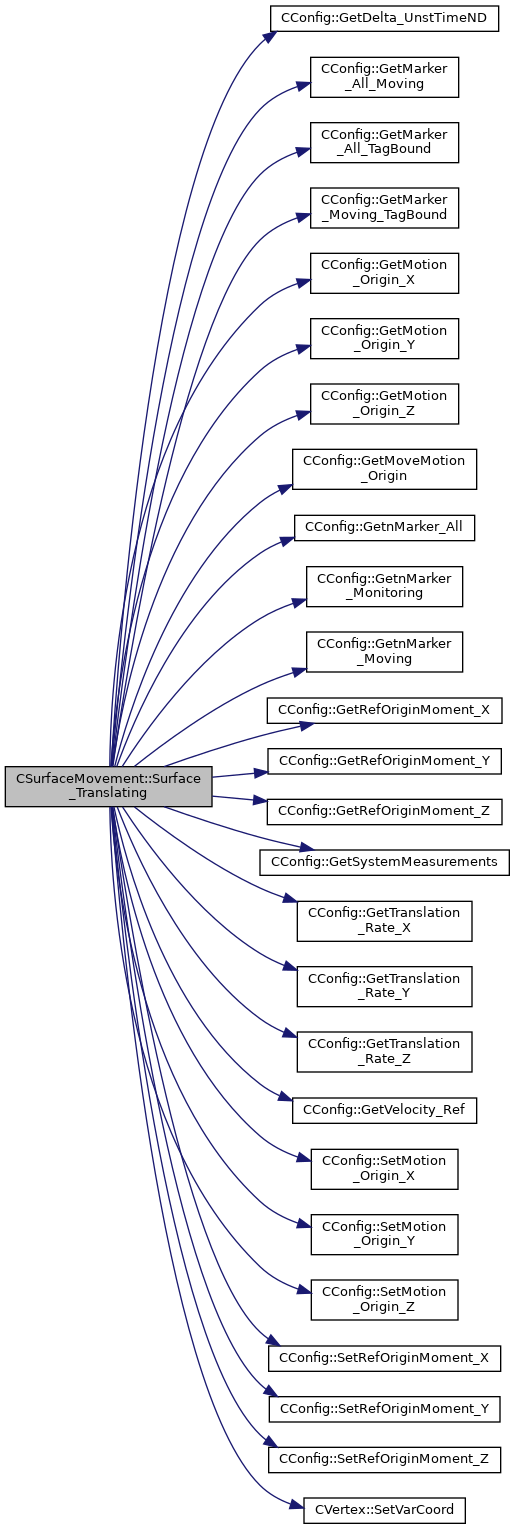 CConfig::GetDelta_UnstTimeND
CConfig::GetMarker
_All_Moving
CConfig::GetMarker
_All_TagBound
CConfig::GetMarker
_Moving_TagBound
CConfig::GetMotion
_Origin_X
CConfig::GetMotion
_Origin_Y
CConfig::GetMotion
_Origin_Z
CConfig::GetMoveMotion
_Origin
CConfig::GetnMarker_All
CConfig::GetnMarker
_Monitoring
CConfig::GetnMarker
_Moving
CConfig::GetRefOriginMoment_X
CConfig::GetRefOriginMoment_Y
CSurfaceMovement::Surface
_Translating
CConfig::GetRefOriginMoment_Z
CConfig::GetSystemMeasurements
CConfig::GetTranslation
_Rate_X
CConfig::GetTranslation
_Rate_Y
CConfig::GetTranslation
_Rate_Z
CConfig::GetVelocity_Ref
CConfig::SetMotion
_Origin_X
CConfig::SetMotion
_Origin_Y
CConfig::SetMotion
_Origin_Z
CConfig::SetRefOriginMoment_X
CConfig::SetRefOriginMoment_Y
CConfig::SetRefOriginMoment_Z
CVertex::SetVarCoord